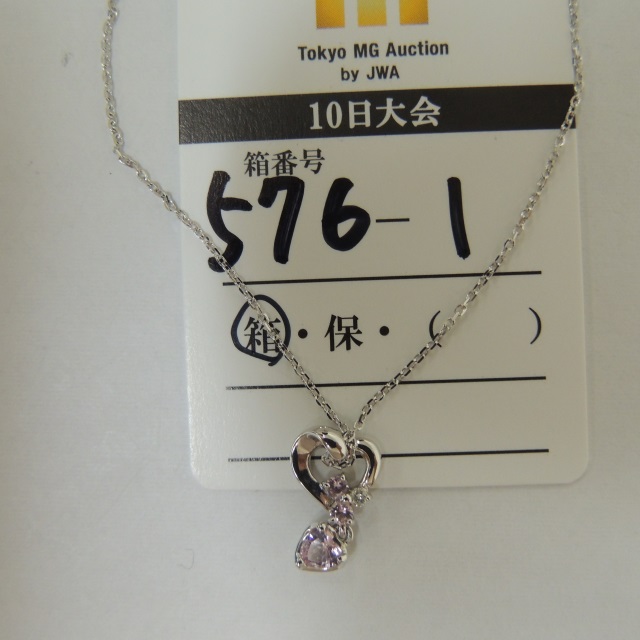 Tokyo MG Auction
by JWA
10日大会
箱番号
576-1
箱・保・(　　)